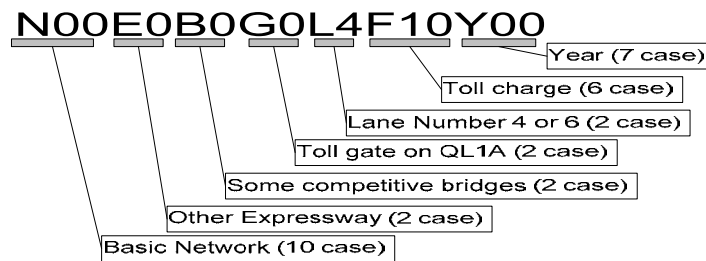 N00E0B0G0L4F10Y00
Year (7 case)
Toll charge (6 case)
Lane Number 4 or 6 (2 case)
Toll gate on QL1A (2 case)
Some competitive bridges (2 case)
Other Expressway (2 case)
Basic Network (10 case)